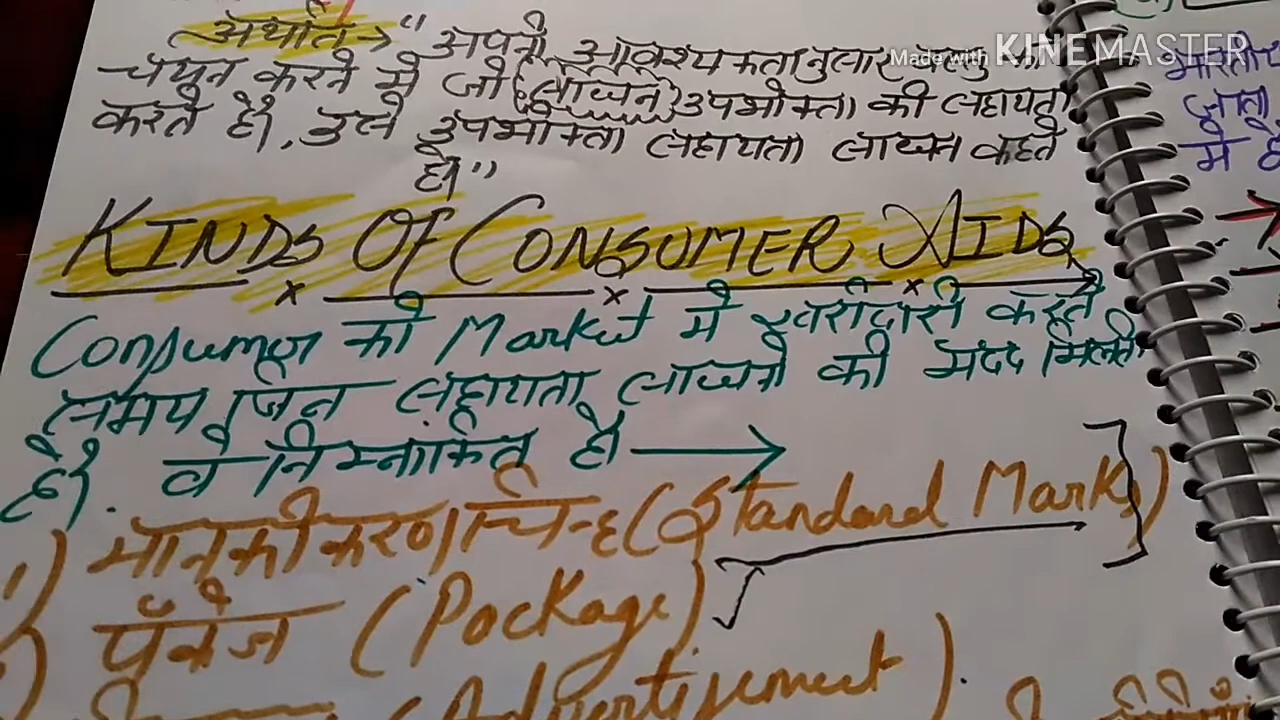 Made with KINEMASTER
अर्थात→ "अपनी आवश्यकतानुसार वस्तु का
चयन करने मे जो साधन उपभोक्ता की सहायता
करते है, उसे उपभोक्ता सहायता साधन कहते
है।"
KINDS OF CONSUMER AIDS
Consumer को Market मे खरीदारी करते
समय जिन सहायता साधनो की मदद मिलती
है। वे निम्नांकित है →
1) मानकीकरण चिन्ह (Standard Mark)
पैकेज (Package)
(Advertisement).
जाता
मे है